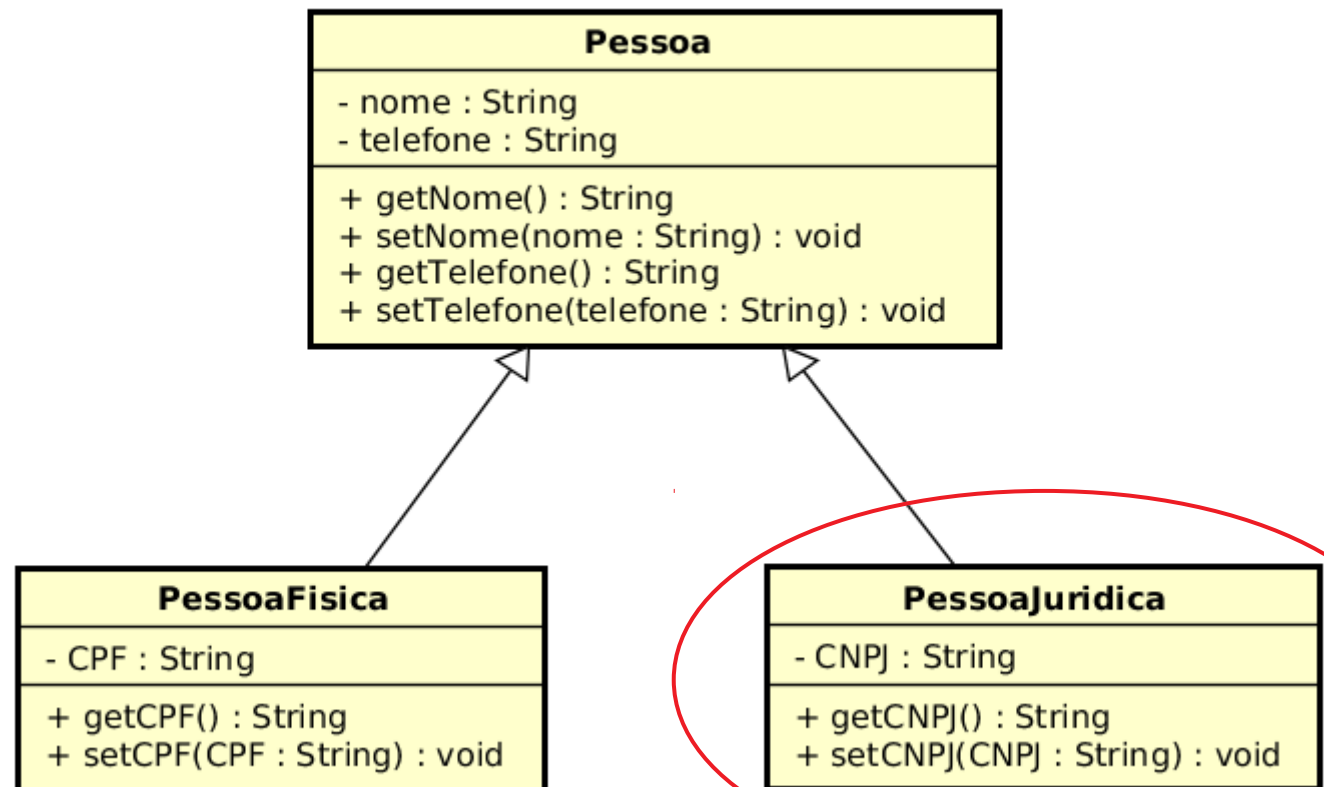 Pessoa
- nome : String
- telefone : String
+ getNome() : String
+ setNome(nome : String) : void
+ getTelefone() : String
+ setTelefone(telefone : String) : void
PessoaFisica
- CPF : String
+ getCPF() : String
+ setCPF(CPF : String) : void
PessoaJuridica
- CNPJ : String
+ getCNPJ() : String
+ setCNPJ(CNPJ : String) : void